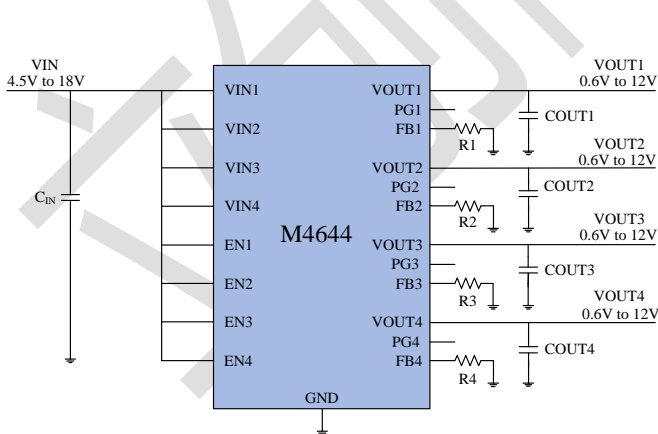 VIN
4.5V to 18V
CIN
VIN1
VIN2
VIN3
VIN4
EN1
EN2
EN3
EN4
M4644
GND
VOUT1
PG1
FB1
VOUT2
PG2
FB2
VOUT3
PG3
FB3
VOUT4
PG4
FB4
R1
R2
R3
R4
VOUT1
0.6V to 12V
COUT1
VOUT2
0.6V to 12V
COUT2
VOUT3
0.6V to 12V
COUT3
VOUT4
0.6V to 12V
COUT4